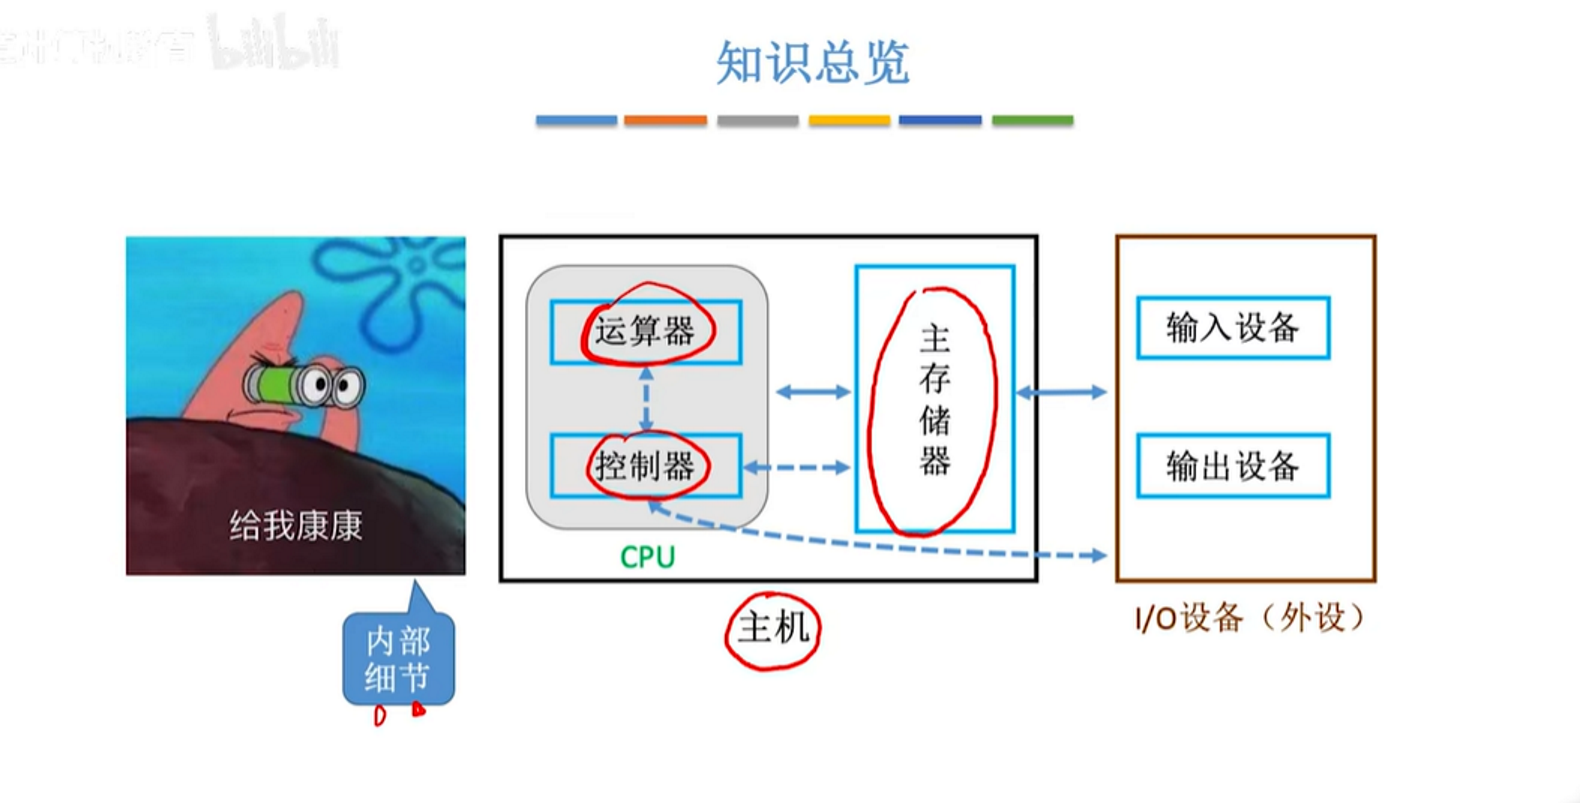 bilibili
知识总览
运算器
控制器
CPU
主存储器
主机
输入设备
输出设备
I/O设备（外设）
给我康康
内部
细节